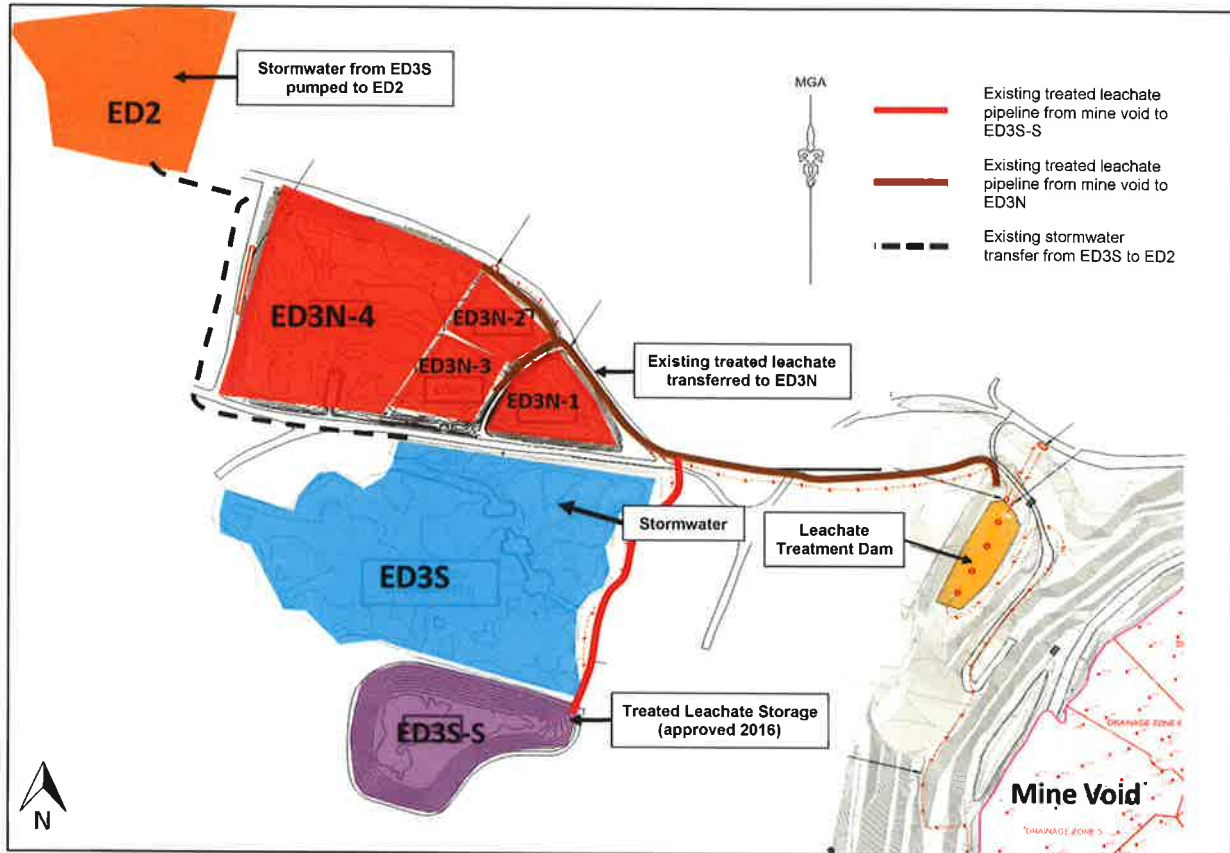 Stormwater from ED3S
pumped to ED2
ED2
MGA
Existing treated leachate
pipeline from mine void to
ED3S-S
Existing treated leachate
pipeline from mine void to
ED3N
Existing stormwater
transfer from ED3S to ED2
ED3N-4
ED3N-2
ED3N-3
ED3N-1
Existing treated leachate
transferred to ED3N
Stormwater
Leachate
Treatment Dam
ED3S
Treated Leachate Storage
(approved 2016)
ED3S-S
DRAINAGE ZONE 6
Mine Void
DRAINAGE ZONE 5
N